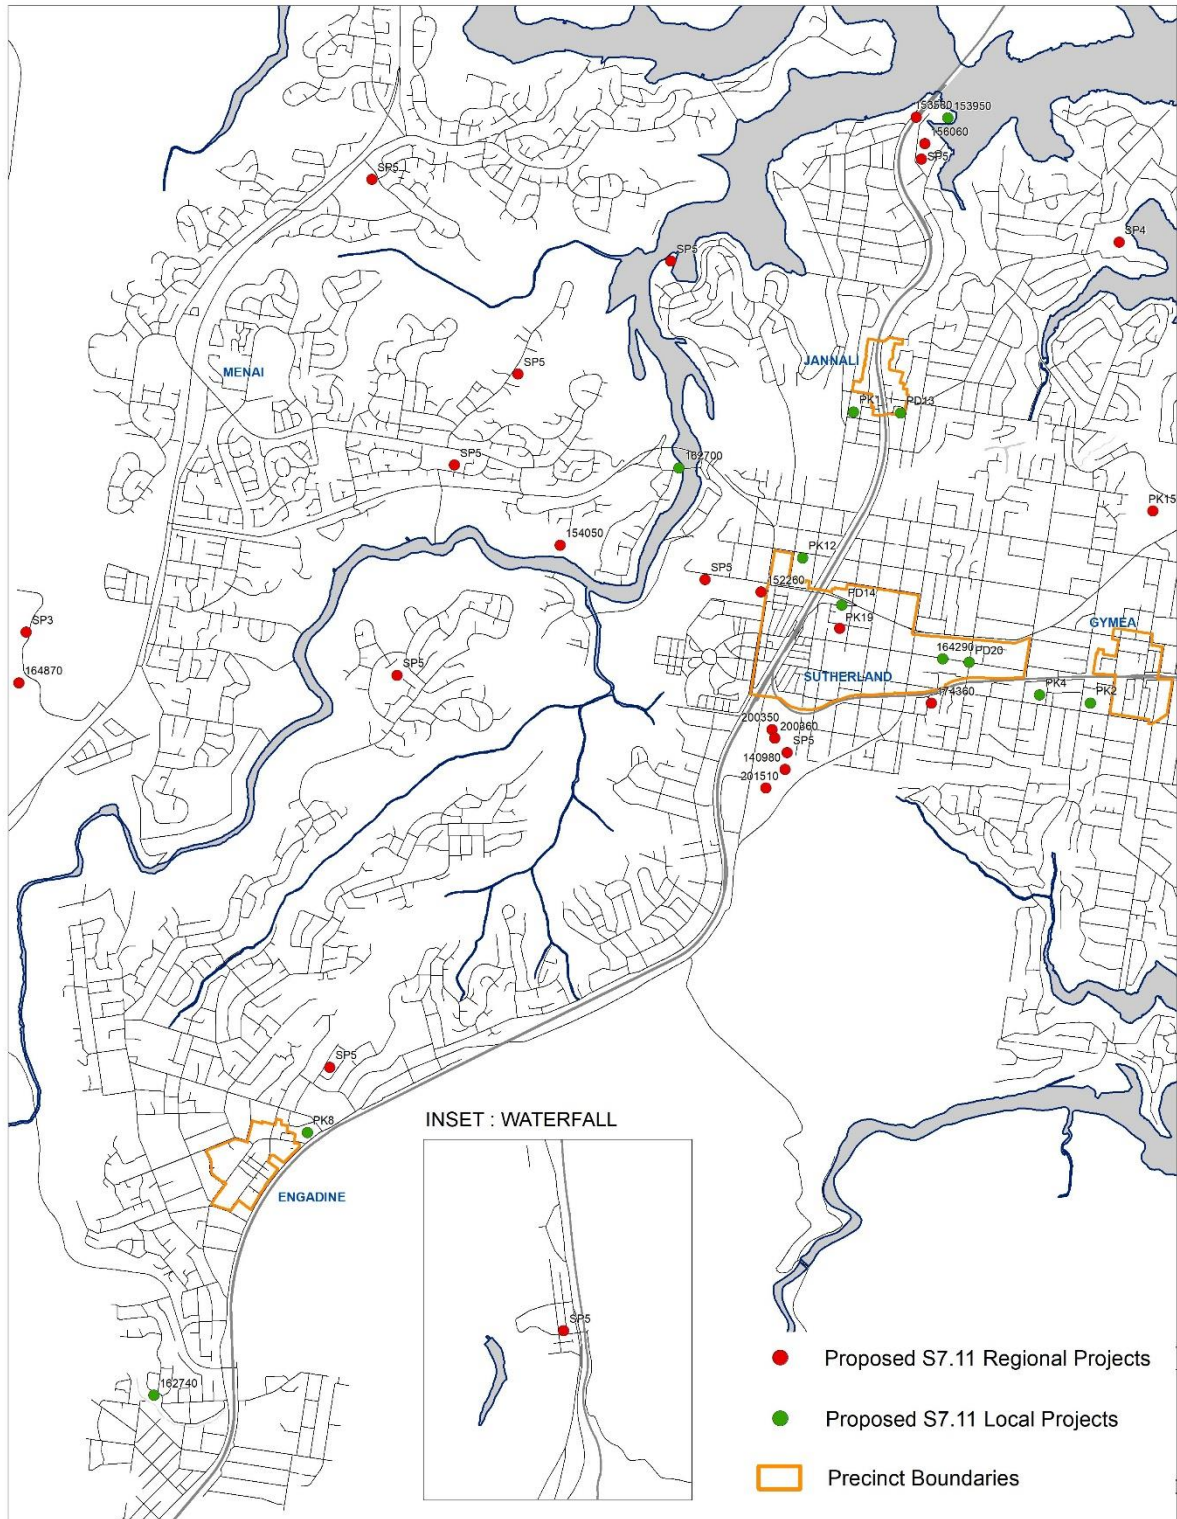 153580
153950
156060
SP5
SP5
SP4
SP5
JANNALI
MENAI
SP5
PK1
PD13
SP5
PK15
154050
PK12
SP5
152260
PD14
PK19
GYMEA
SP3
164290
PD20
SP5
SUTHERLAND
164870
174360
PK4
PK2
200350
200360
SP5
140980
201510
SP5
PK8
INSET : WATERFALL
ENGADINE
SP5
Proposed S7.11 Regional Projects
162740
Proposed S7.11 Local Projects
Precinct Boundaries